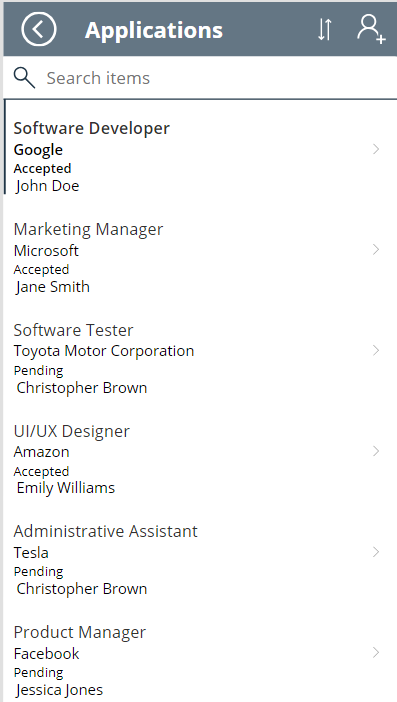 Applications
Search items
Software Developer
Google
Accepted
John Doe
Marketing Manager
Microsoft
Accepted
Jane Smith
Software Tester
Toyota Motor Corporation
Pending
Christopher Brown
UI/UX Designer
Amazon
Accepted
Emily Williams
Administrative Assistant
Tesla
Pending
Christopher Brown
Product Manager
Facebook
Pending
Jessica Jones